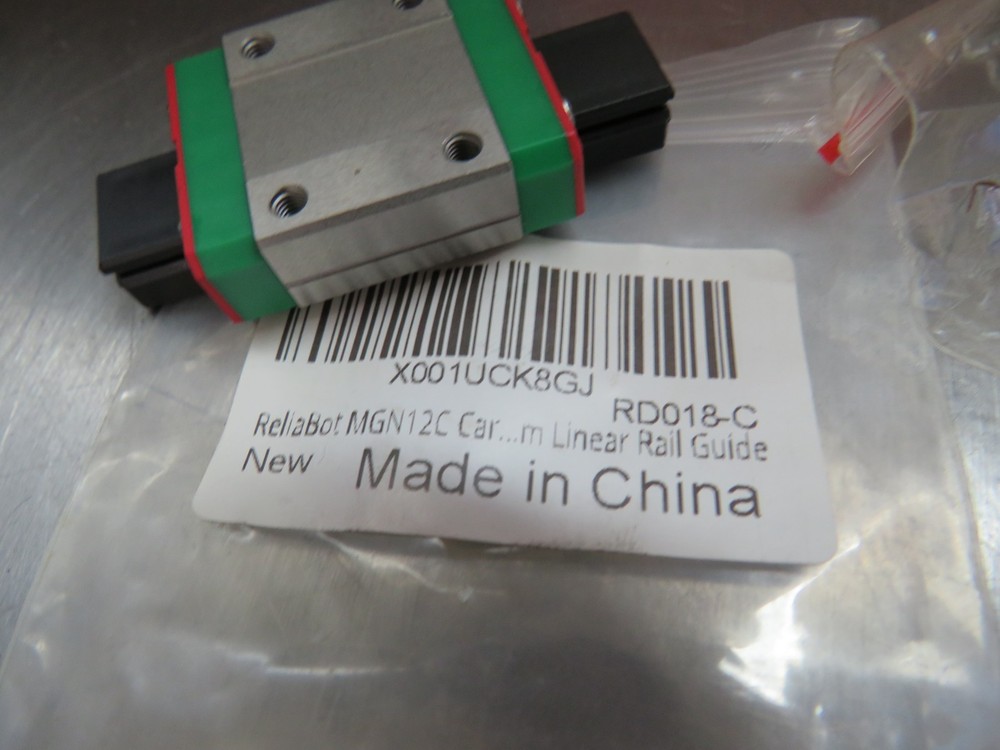 X001UCK8GJ
RD018-C
ReliaBot MGN12C Car...m Linear Rail Guide
New Made in China